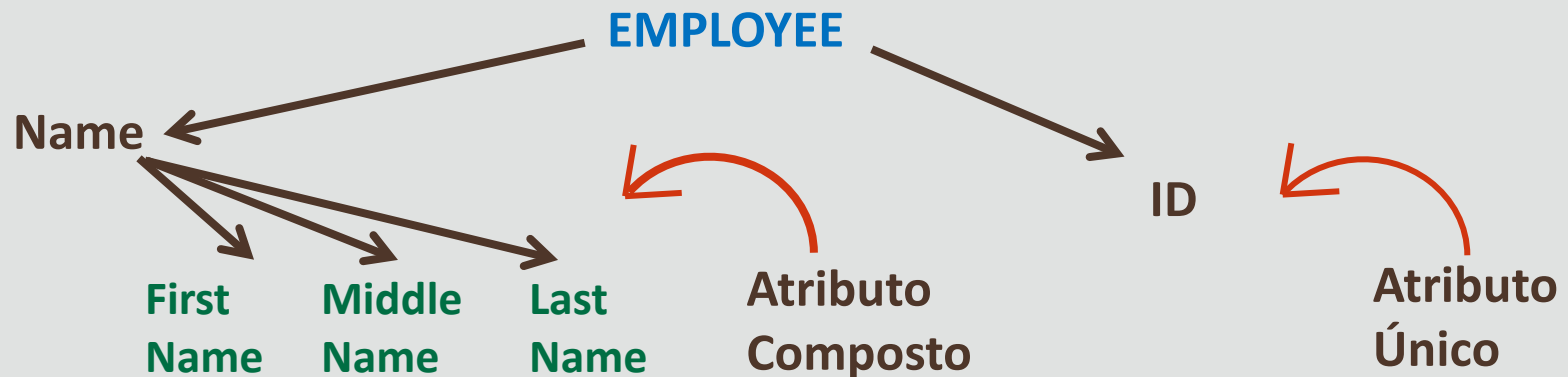 EMPLOYEE
Name
ID
First
Name
Middle
Name
Last
Name
Atributo
Composto
Atributo
Único